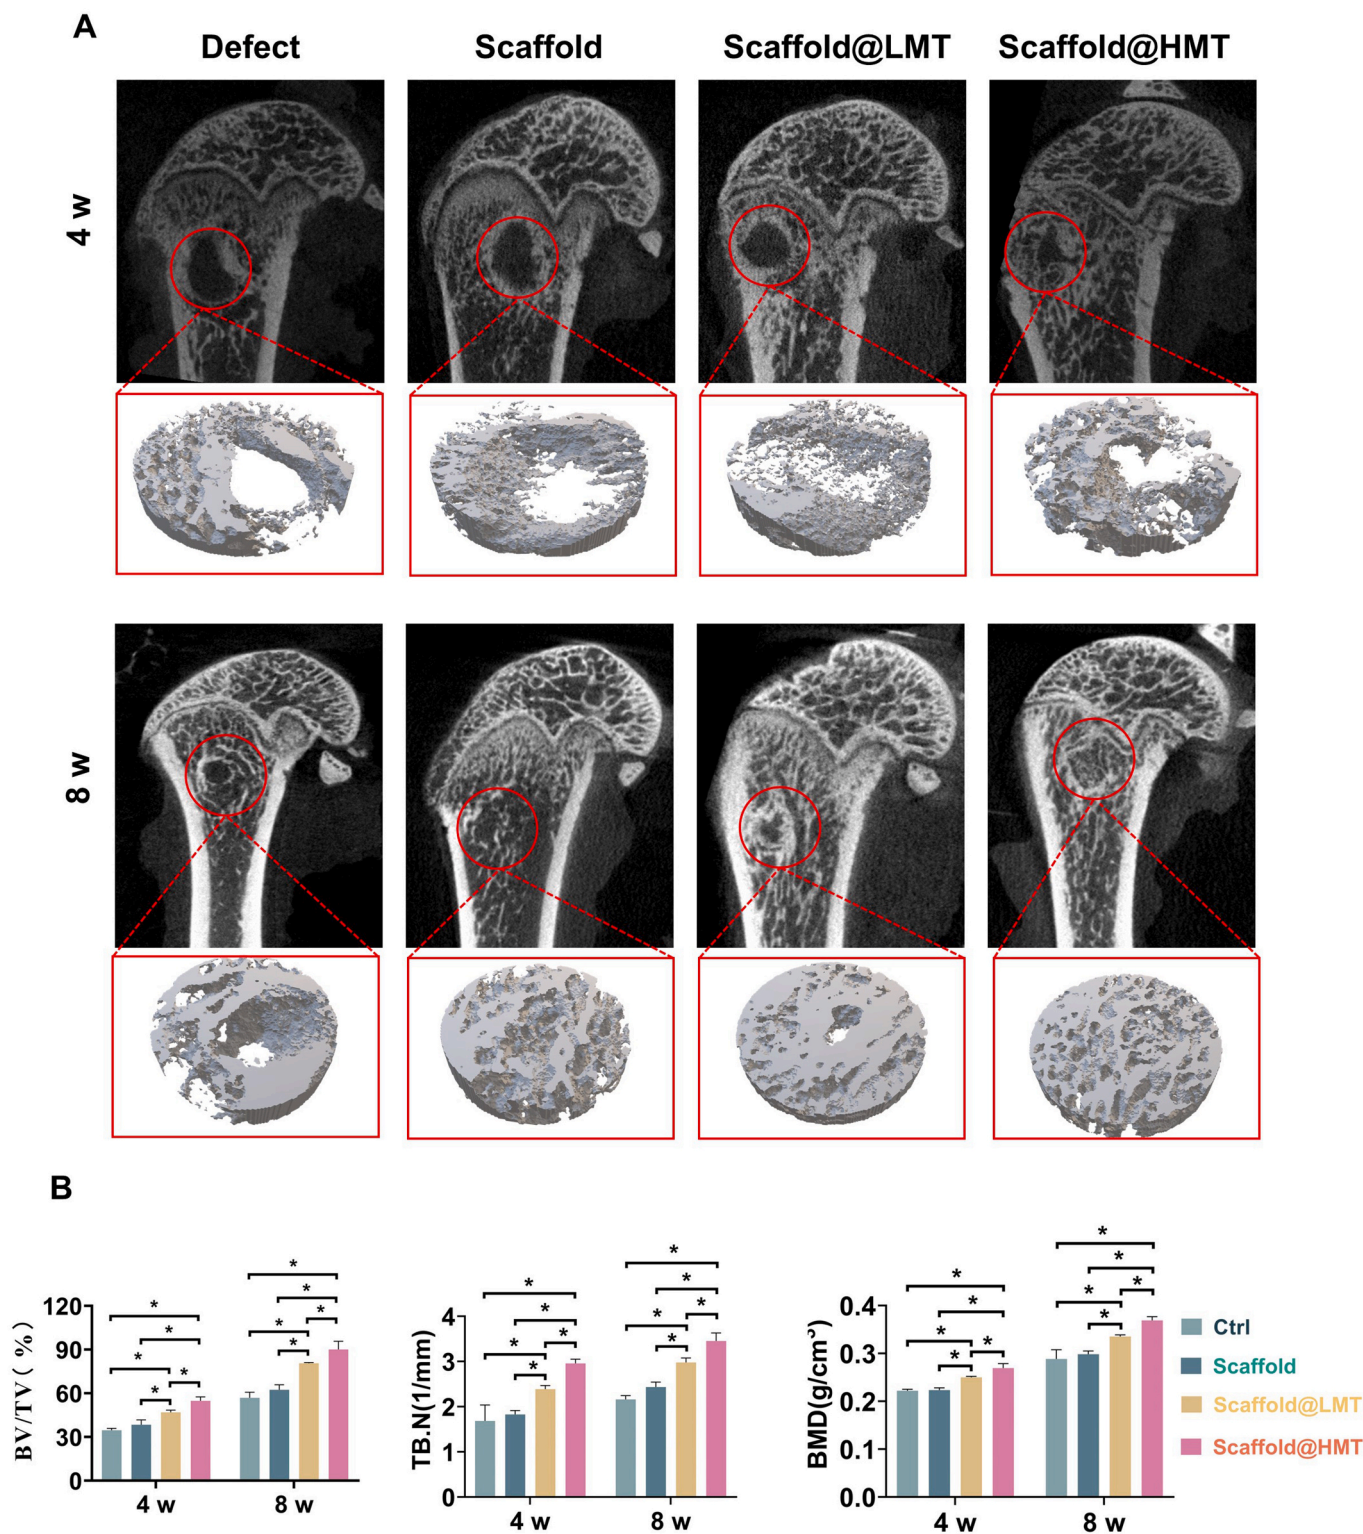 A
Defect Scaffold Scaffold@LMT Scaffold@HMT
4 w
8 w
B
BV/TV( %)
120
90
60
30
0
* * * * * *
* * * *
4 w 8 w
TB.N(1/mm)
4
3
2
1
0
* * * * *
* * * * *
4 w 8 w
BMD(g/cm³)
0.4
0.3
0.2
0.1
0.0
* * * * *
* * * * *
4 w 8 w
Ctrl
Scaffold
Scaffold@LMT
Scaffold@HMT